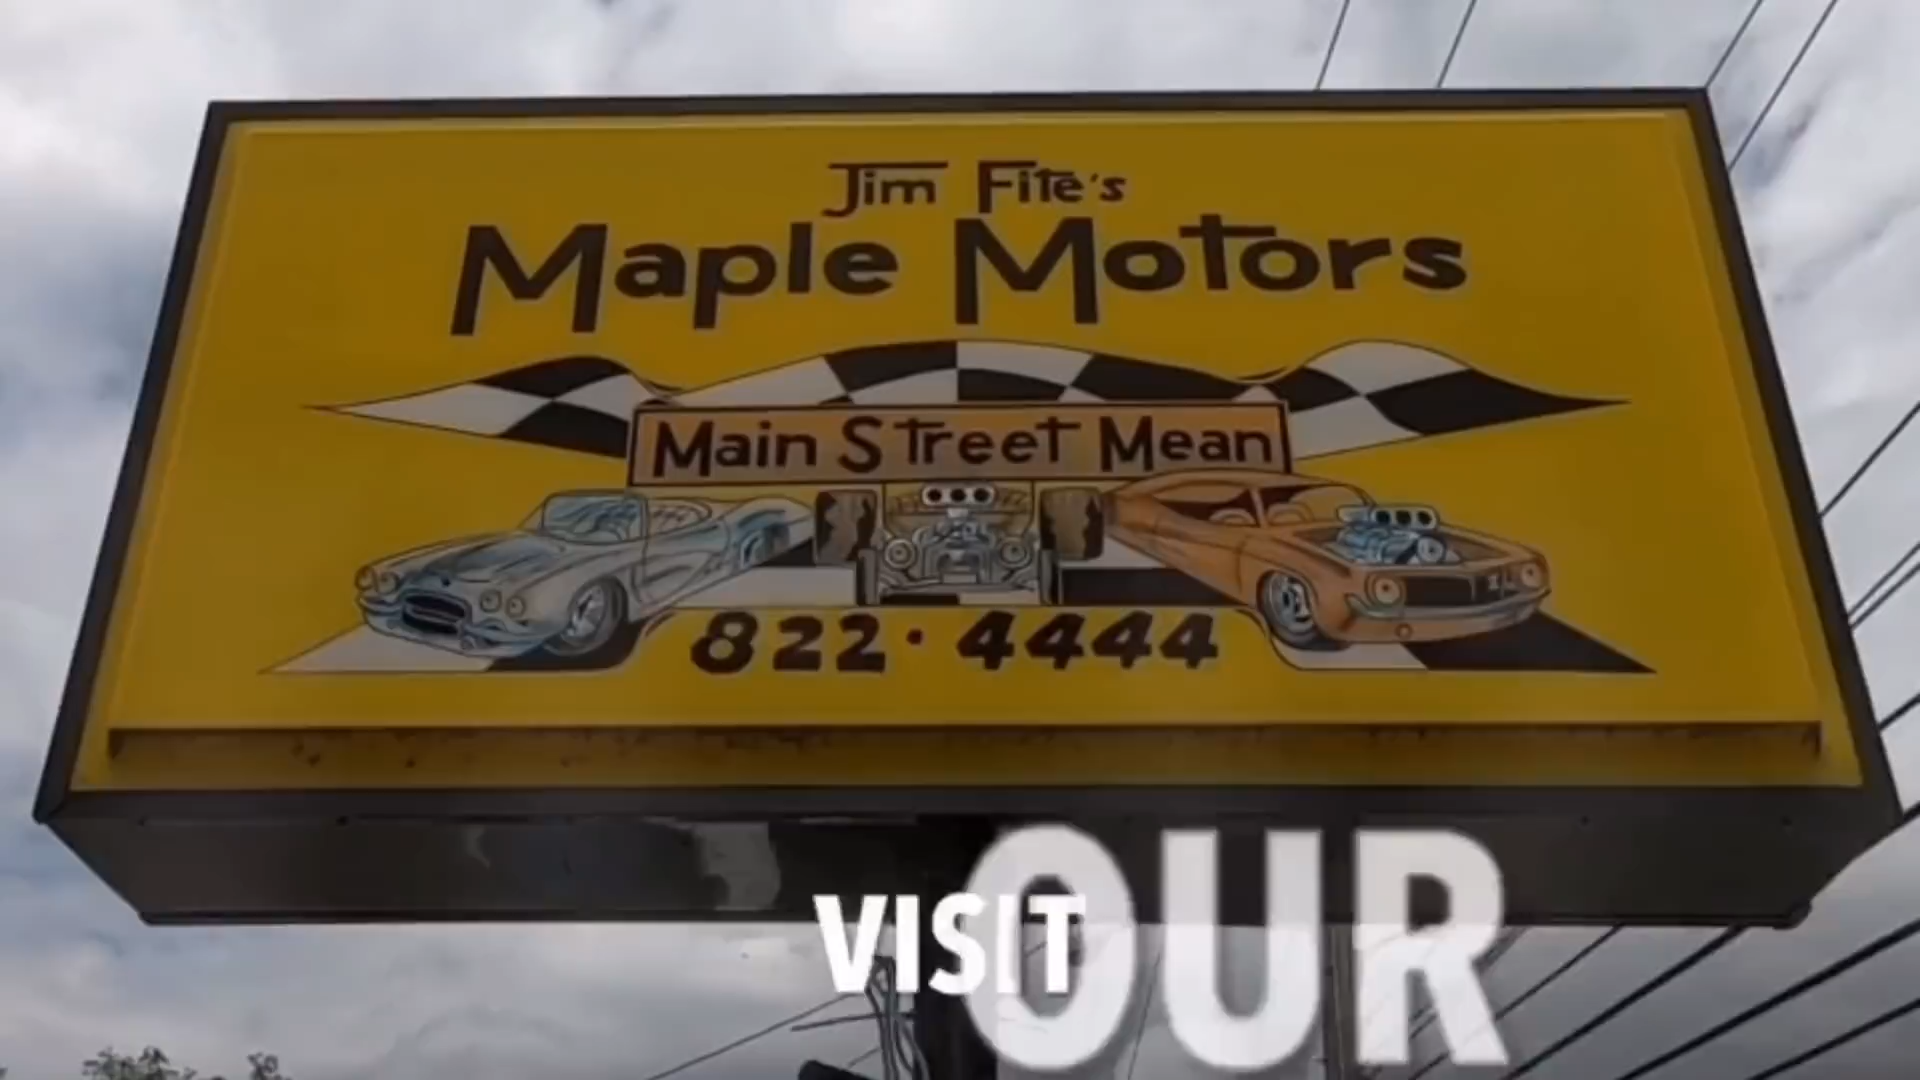 Jim Fite's
Maple Motors
Main Street Mean
822·4444
VISIT OUR